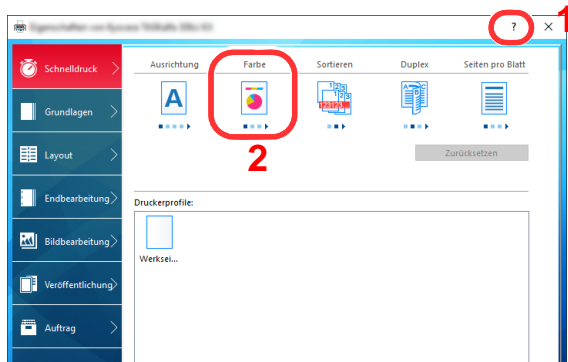 ? 1
Schnelldruck
Grundlagen
Layout
Endbearbeitung
Bildbearbeitung
Veröffentlichung
Auftrag
Ausrichtung Farbe Sortieren Duplex Seiten pro Blatt
A 123123 A B C
2
Zurücksetzen
Druckerprofile:
Werksei...